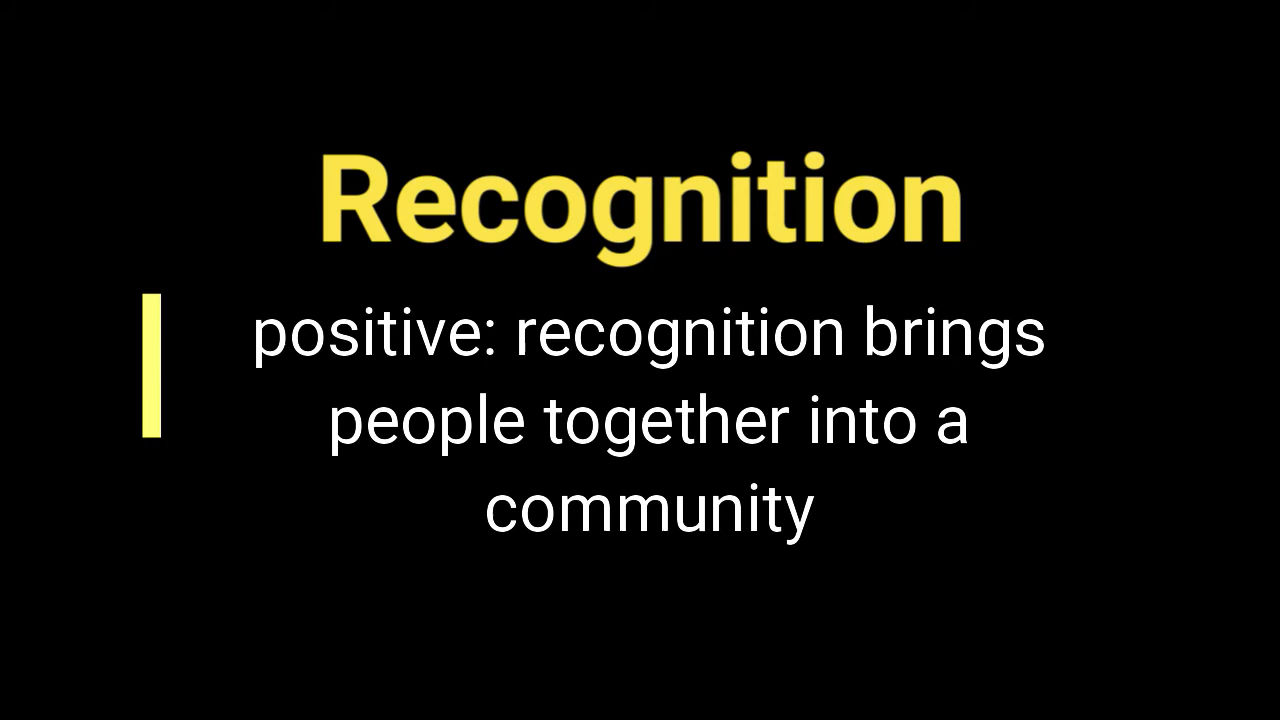 Recognition
positive: recognition brings
people together into a
community